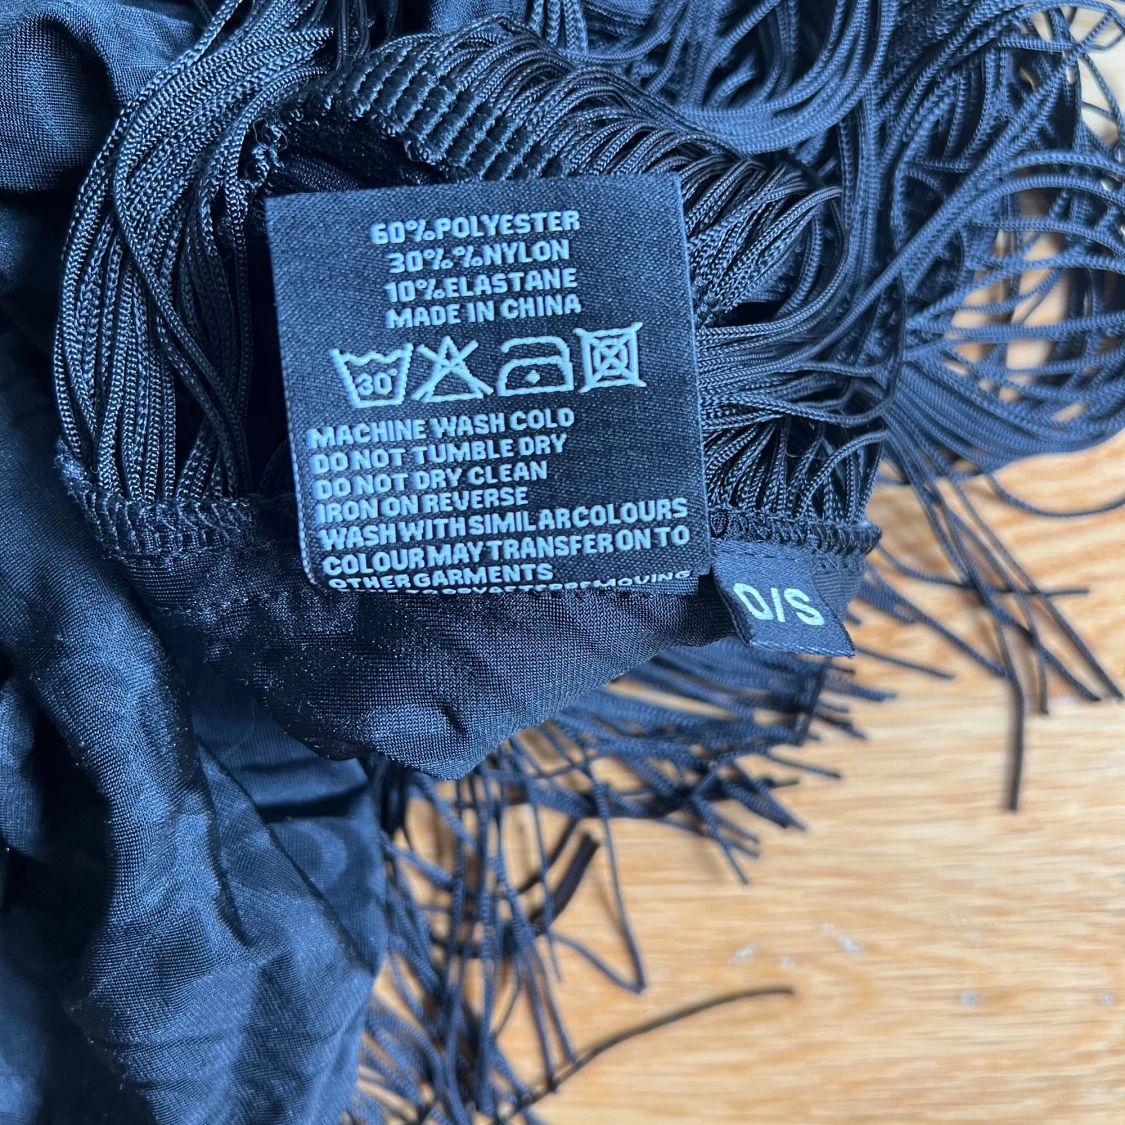 60%POLYESTER
30%%NYLON
10%ELASTANE
MADE IN CHINA
30°
MACHINE WASH COLD
DO NOT TUMBLE DRY
DO NOT DRY CLEAN
IRON ON REVERSE
WASH WITH SIMILAR COLOURS
COLOUR MAY TRANSFER ON TO
OTHER GARMENTS
O/S